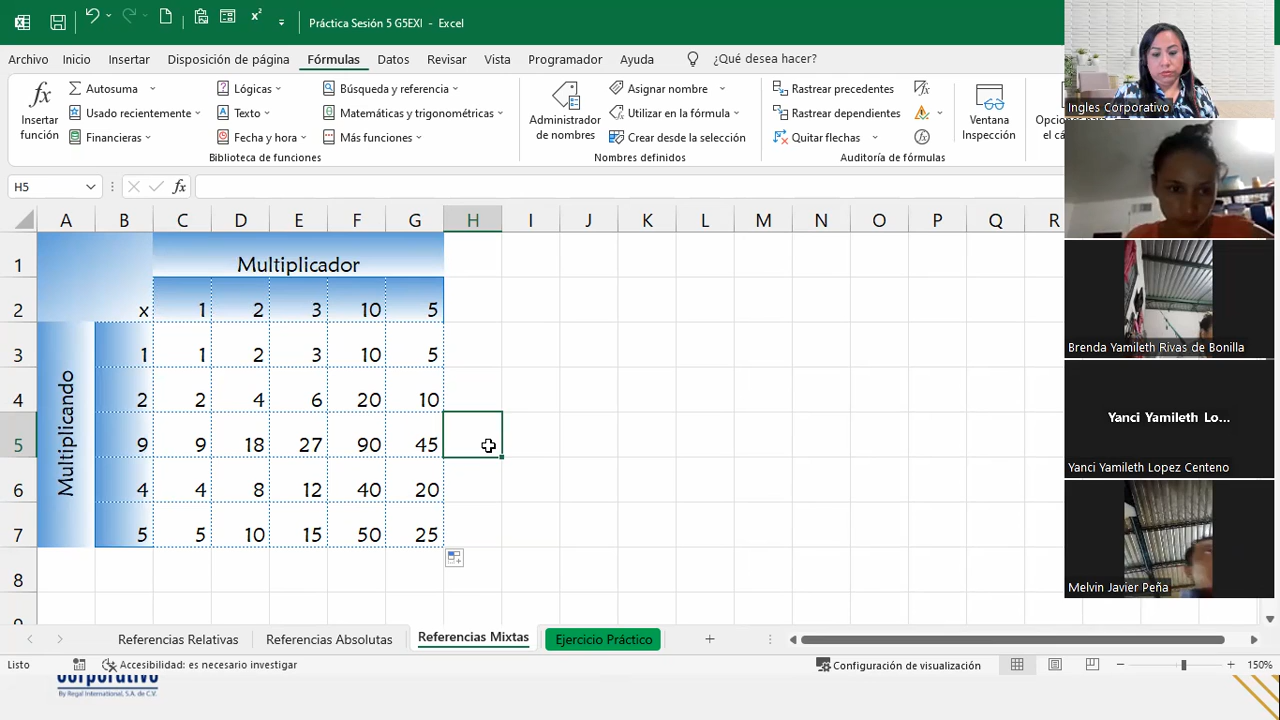 Práctica Sesión 5 G5EXI - Excel
Archivo Inicio Insertar Disposición de página Fórmulas Ayuda ¿Qué desea
Insertar función
Autosuma
Usado recientemente
Financieras
Lógicas
Texto
Fecha y hora
Búsqueda y referencia
Matemáticas y
Más funciones
Biblioteca de funciones
Administrador de nombres
Asignar nombre
Utilizar en la fórmula
Crear desde la selección
Nombres definidos
Rastrear precedentes
Rastrear dependientes
Quitar flechas
Auditoría de fórmulas
Ventana Inspección
H5
fx
A B C D E F G H I J K L M N O P Q R
1 Multiplicador
2 x 1 2 3 10 5
3 1 1 2 3 10 5
4 2 2 4 6 20 10
5 9 9 18 27 90 45
6 4 4 8 12 40 20
7 5 5 10 15 50 25
8
Multiplicando
Referencias Relativas Referencias Absolutas Referencias Mixtas Ejercicio Práctico
Listo Accesibilidad: es necesario investigar Configuración de visualización 150%
Corporativo
By Regal International, S.A. de C.V.
Ingles Corporativo
Brenda Yamileth Rivas de Bonilla
Yanci Yamileth Lo...
Yanci Yamileth Lopez Centeno
Melvin Javier Peña